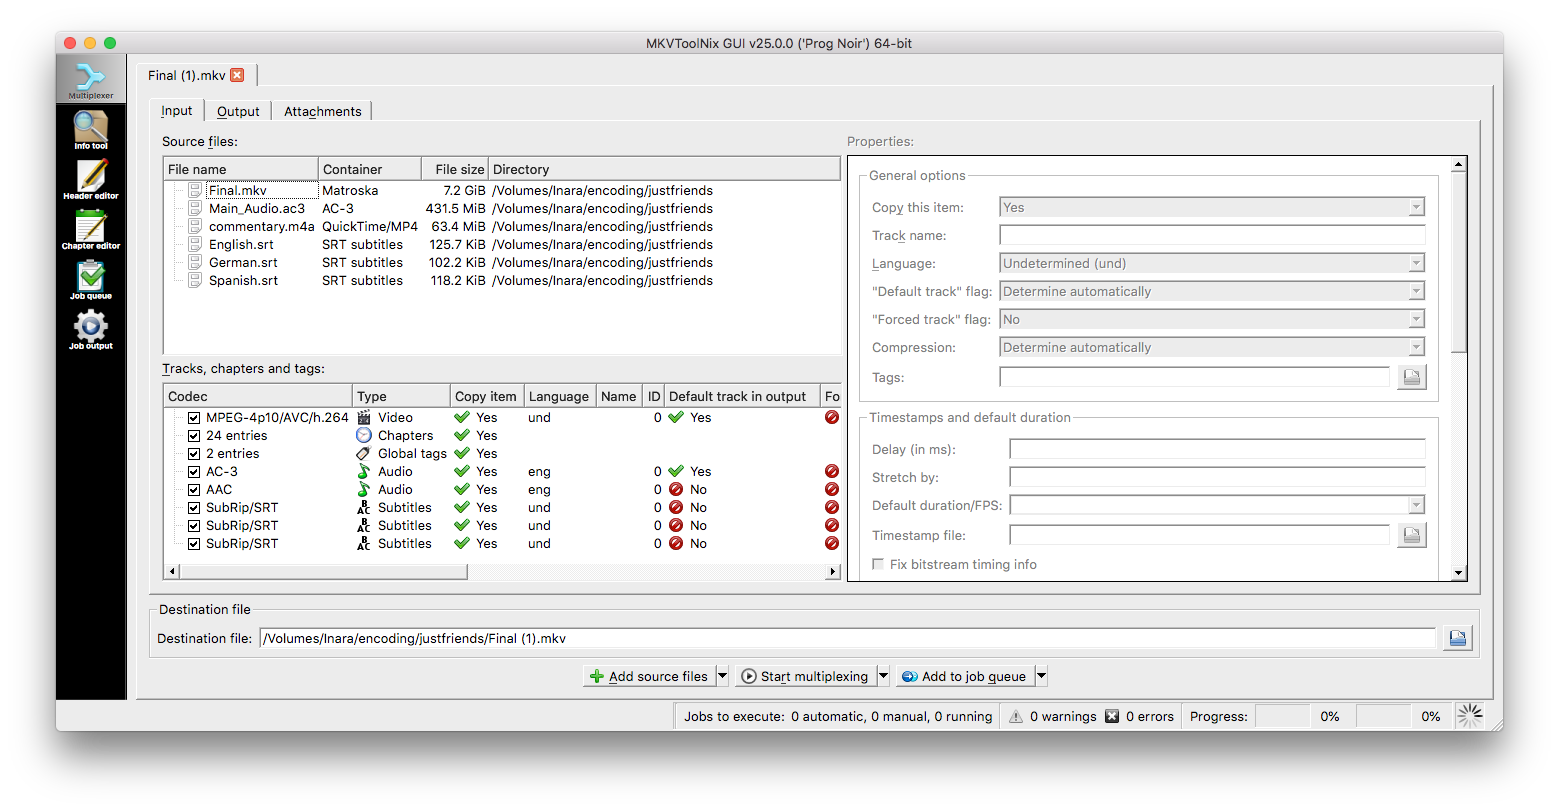 MKVToolNix GUI v25.0.0 ('Prog Noir') 64-bit
Multiplexer
Info tool
Header editor
Chapter editor
Job queue
Job output
Final (1).mkv
Input Output Attachments
Source files:
File name Container File size Directory
Final.mkv Matroska 7.2 GiB /Volumes/Inara/encoding/justfriends
Main_Audio.ac3 AC-3 431.5 MiB /Volumes/Inara/encoding/justfriends
commentary.m4a QuickTime/MP4 63.4 MiB /Volumes/Inara/encoding/justfriends
English.srt SRT subtitles 125.7 KiB /Volumes/Inara/encoding/justfriends
German.srt SRT subtitles 102.2 KiB /Volumes/Inara/encoding/justfriends
Spanish.srt SRT subtitles 118.2 KiB /Volumes/Inara/encoding/justfriends
Tracks, chapters and tags:
Codec Type Copy item Language Name ID Default track in output Fo
MPEG-4p10/AVC/h.264 Video Yes und 0 Yes
24 entries Chapters Yes
2 entries Global tags Yes
AC-3 Audio Yes eng 0 Yes
AAC Audio Yes eng 0 No
SubRip/SRT Subtitles Yes und 0 No
SubRip/SRT Subtitles Yes und 0 No
SubRip/SRT Subtitles Yes und 0 No
Properties:
General options
Copy this item: Yes
Track name:
Language: Undetermined (und)
"Default track" flag: Determine automatically
"Forced track" flag: No
Compression: Determine automatically
Tags:
Timestamps and default duration
Delay (in ms):
Stretch by:
Default duration/FPS:
Timestamp file:
Fix bitstream timing info
Destination file
Destination file: /Volumes/Inara/encoding/justfriends/Final (1).mkv
Add source files Start multiplexing Add to job queue
Jobs to execute: 0 automatic, 0 manual, 0 running 0 warnings 0 errors Progress: 0% 0%